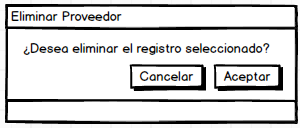 Eliminar Proveedor
¿Desea eliminar el registro seleccionado?
Cancelar Aceptar